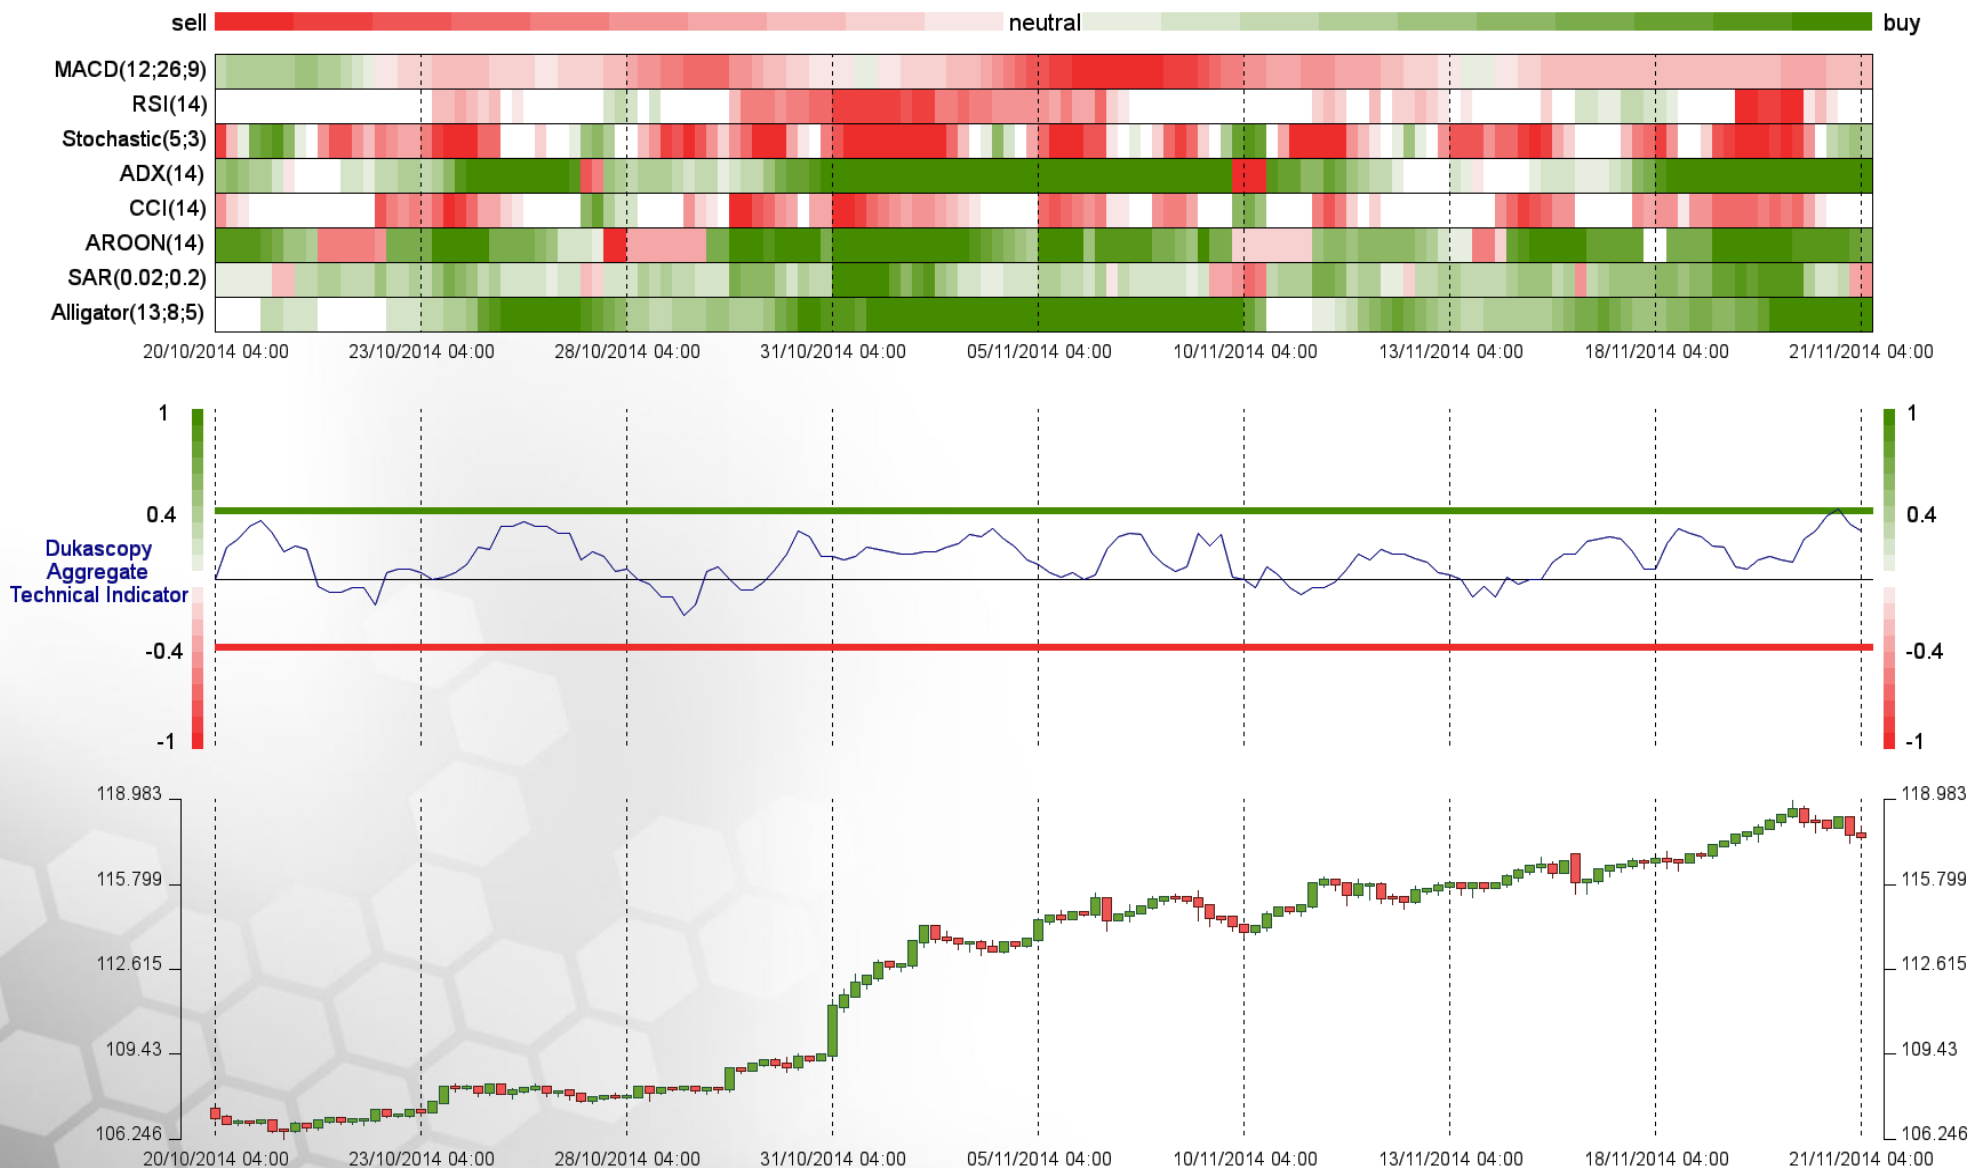 sell neutral buy
MACD(12;26;9)
RSI(14)
Stochastic(5;3)
ADX(14)
CCI(14)
AROON(14)
SAR(0.02;0.2)
Alligator(13;8;5)
20/10/2014 04:00 23/10/2014 04:00 28/10/2014 04:00 31/10/2014 04:00 05/11/2014 04:00 10/11/2014 04:00 13/11/2014 04:00 18/11/2014 04:00 21/11/2014 04:00
1 1
0.4 0.4
Dukascopy
Aggregate
Technical Indicator
-0.4 -0.4
-1 -1
118.983 118.983
115.799 115.799
112.615 112.615
109.43 109.43
106.246 106.246
20/10/2014 04:00 23/10/2014 04:00 28/10/2014 04:00 31/10/2014 04:00 05/11/2014 04:00 10/11/2014 04:00 13/11/2014 04:00 18/11/2014 04:00 21/11/2014 04:00